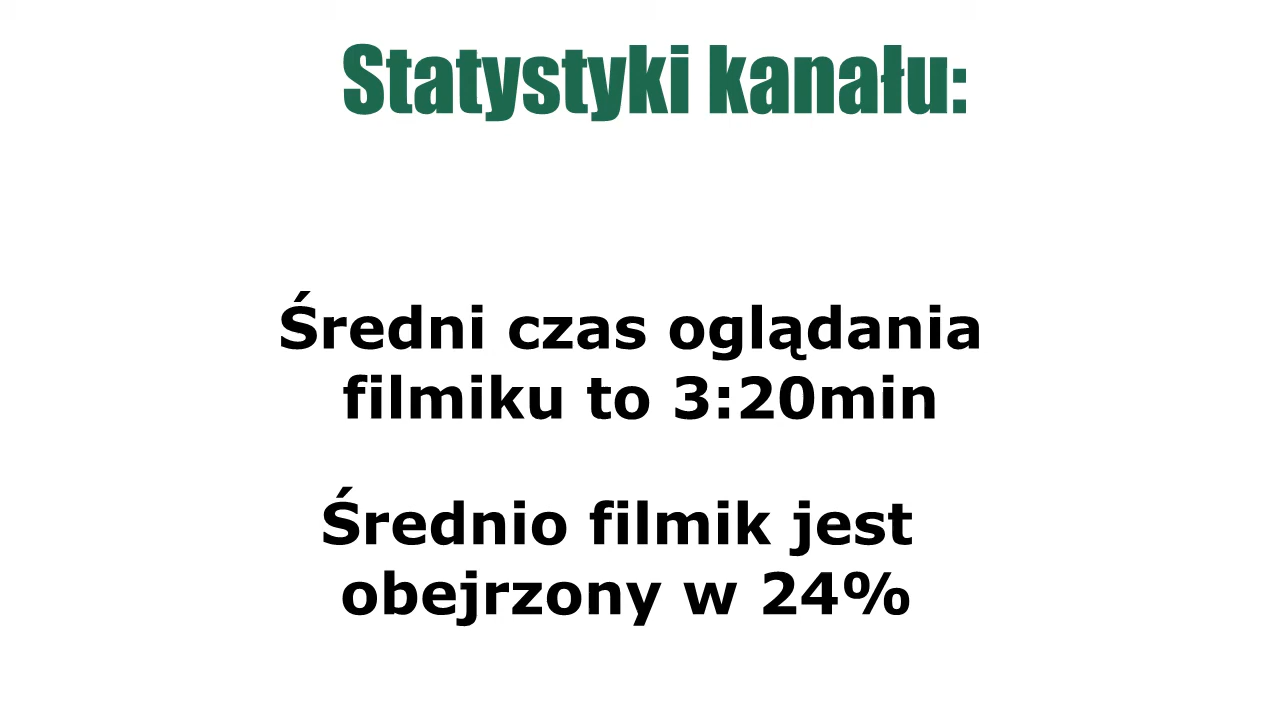 Statystyki kanału:
Średni czas oglądania
filmiku to 3:20min
Średnio filmik jest
obejrzony w 24%